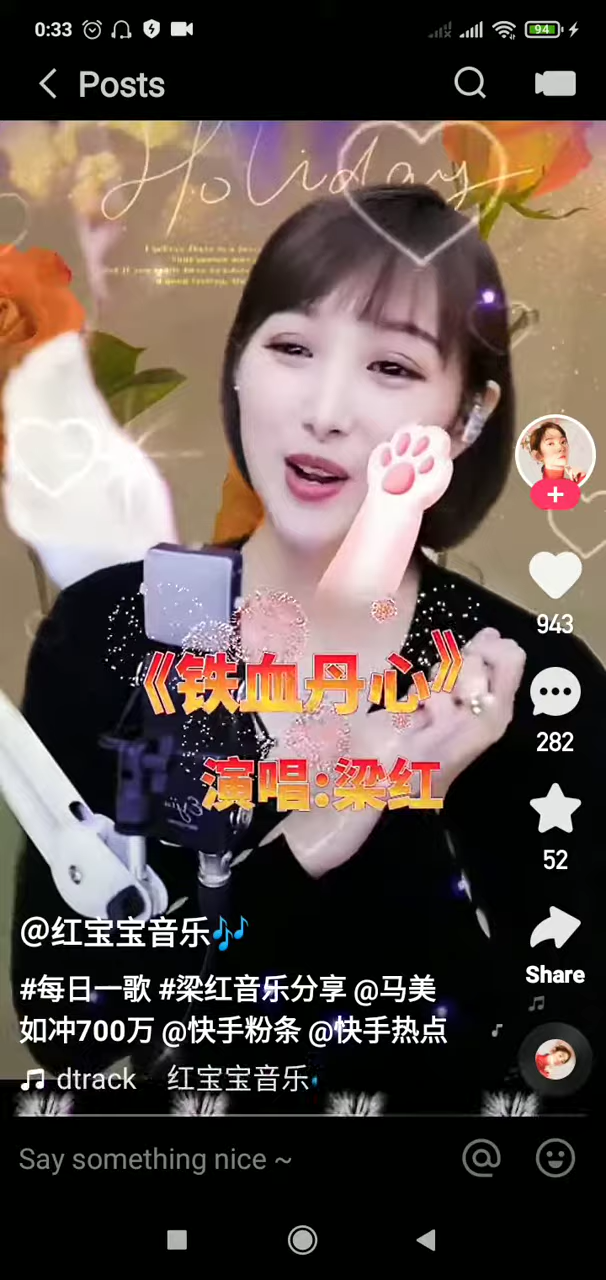 0:33
94
Posts
Holiday
《铁血丹心》
演唱:梁红
943
282
52
Share
@红宝宝音乐🎶
#每日一歌 #梁红音乐分享 @马美
如冲700万 @快手粉条 @快手热点
dtrack 红宝宝音乐
Say something nice ~